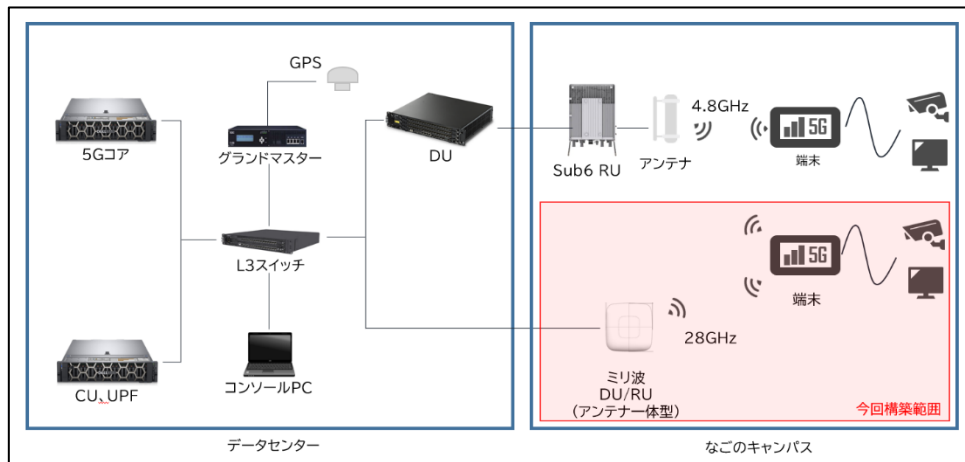 GPS
5Gコア
グランドマスター
DU
L3スイッチ
CU、UPF
コンソールPC
データセンター
4.8GHz
5G
Sub6 RU
アンテナ
端末
5G
端末
28GHz
ミリ波
DU/RU
(アンテナ一体型)
今回構築範囲
なごのキャンパス